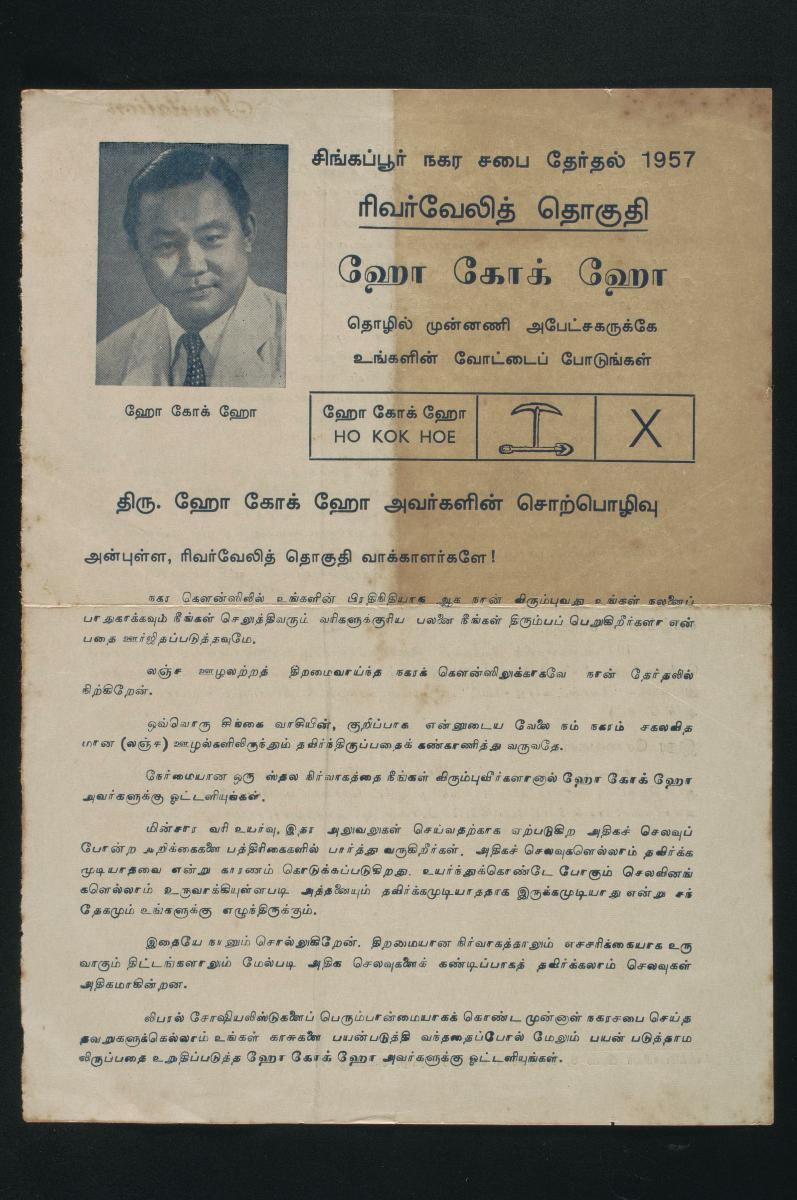 சிங்கப்பூர் நகர சபை தேர்தல் 1957
ரிவர்வேலித் தொகுதி
ஹோ கோக் ஹோ
தொழில் முன்னணி அபேட்சகருக்கே
உங்களின் வோட்டைப் போடுங்கள்
ஹோ கோக் ஹோ
ஹோ கோக் ஹோ
HO KOK HOE
X
திரு. ஹோ கோக் ஹோ அவர்களின் சொற்பொழிவு
அன்புள்ள, ரிவர்வேலித் தொகுதி வாக்காளர்களே!
நகர கௌன்ஸிலில் உங்களின் பிரதிநிதியாக ஆக நான் விரும்புவது உங்கள் நலனைப்
பாதுகாக்கவும் நீங்கள் செலுத்திவரும் வரிகளுக்குரிய பலனை நீங்கள் திரும்பப் பெறுகிறீர்களா என்
பதை ஊர்ஜிதப்படுத்தவுமே.
லஞ்ச ஊழலற்றத் திறமைவாய்ந்த நகரக் கௌன்ஸிலுக்காகவே நான் தேர்தலில்
நிற்கிறேன்.
ஒவ்வொரு சிங்கை வாசியின், குறிப்பாக என்னுடைய வேலை நம் நகரம் சகலவித
மான (லஞ்ச) ஊழல்களிலிருந்தும் தவிர்ந்திருப்பதைக் கண்காணித்து வருவதே.
நேர்மையான ஒரு ஸ்தல நிர்வாகத்தை நீங்கள் விரும்புவீர்களானால் ஹோ கோக் ஹோ
அவர்களுக்கு ஓட்டளியுங்கள்.
மின்சார வரி உயர்வு, இதர அலுவலுகள் செய்வதற்காக ஏற்படுகிற அதிகச் செலவுப்
போன்ற அறிக்கைகளை பத்திரிகைகளில் பார்த்து வருகிறீர்கள். அதிகச் செலவுகளெல்லாம் தவிர்க்க
முடியாதவை என்று காரணம் கொடுக்கப்படுகிறது. உயர்ந்துக்கொண்டே போகும் செலவினங்
களெல்லாம் உருவாக்கியுள்ளபடி அத்தனையும் தவிர்க்கமுடியாததாக இருக்கமுடியாது என்று சந்
தேகமும் உங்களுக்கு எழுந்திருக்கும்.
இதையே நானும் சொல்லுகிறேன். திறமையான நிர்வாகத்தாலும் எச்சரிக்கையாக உரு
வாகும் திட்டங்களாலும் மேல்படி அதிக செலவுகளைக் கண்டிப்பாகத் தவிர்க்கலாம் செலவுகள்
அதிகமாகின்றன.
லிபரல் சோஷியலிஸ்டுகளைப் பெரும்பான்மையாகக் கொண்ட முன்னாள் நகரசபை செய்த
தவறுகளுக்கெல்லாம் உங்கள் காசுகளை பயன்படுத்தி வந்ததைப்போல் மேலும் பயன் படுத்தாம
லிருப்பதை உறுதிப்படுத்த ஹோ கோக் ஹோ அவர்களுக்கு ஓட்டளியுங்கள்.